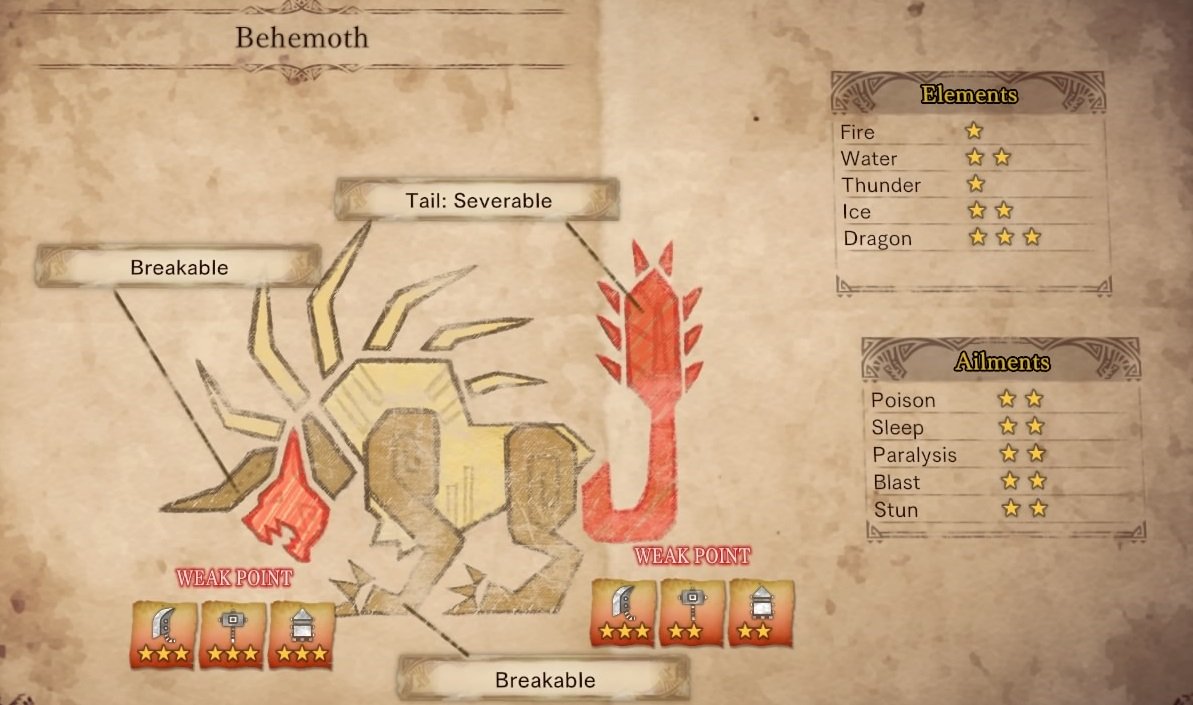 Behemoth
Tail: Severable
Breakable
WEAK POINT
WEAK POINT
Breakable
Elements
Fire
Water
Thunder
Ice
Dragon
Ailments
Poison
Sleep
Paralysis
Blast
Stun